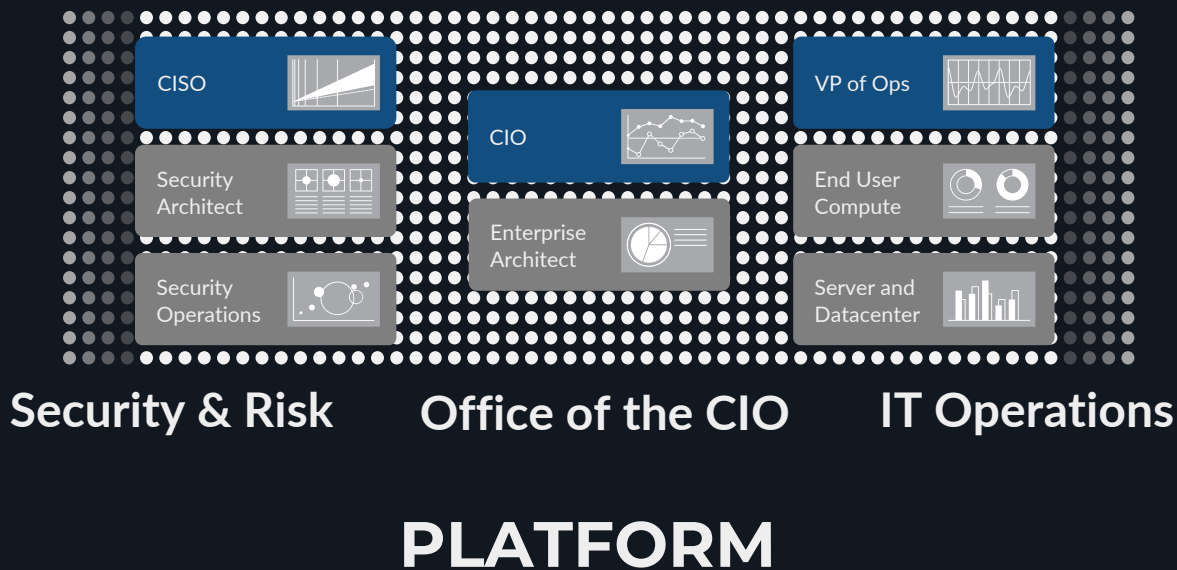 CISO
Security
Architect
Security
Operations
CIO
Enterprise
Architect
VP of Ops
End User
Compute
Server and
Datacenter
Security & Risk
Office of the CIO
IT Operations
PLATFORM